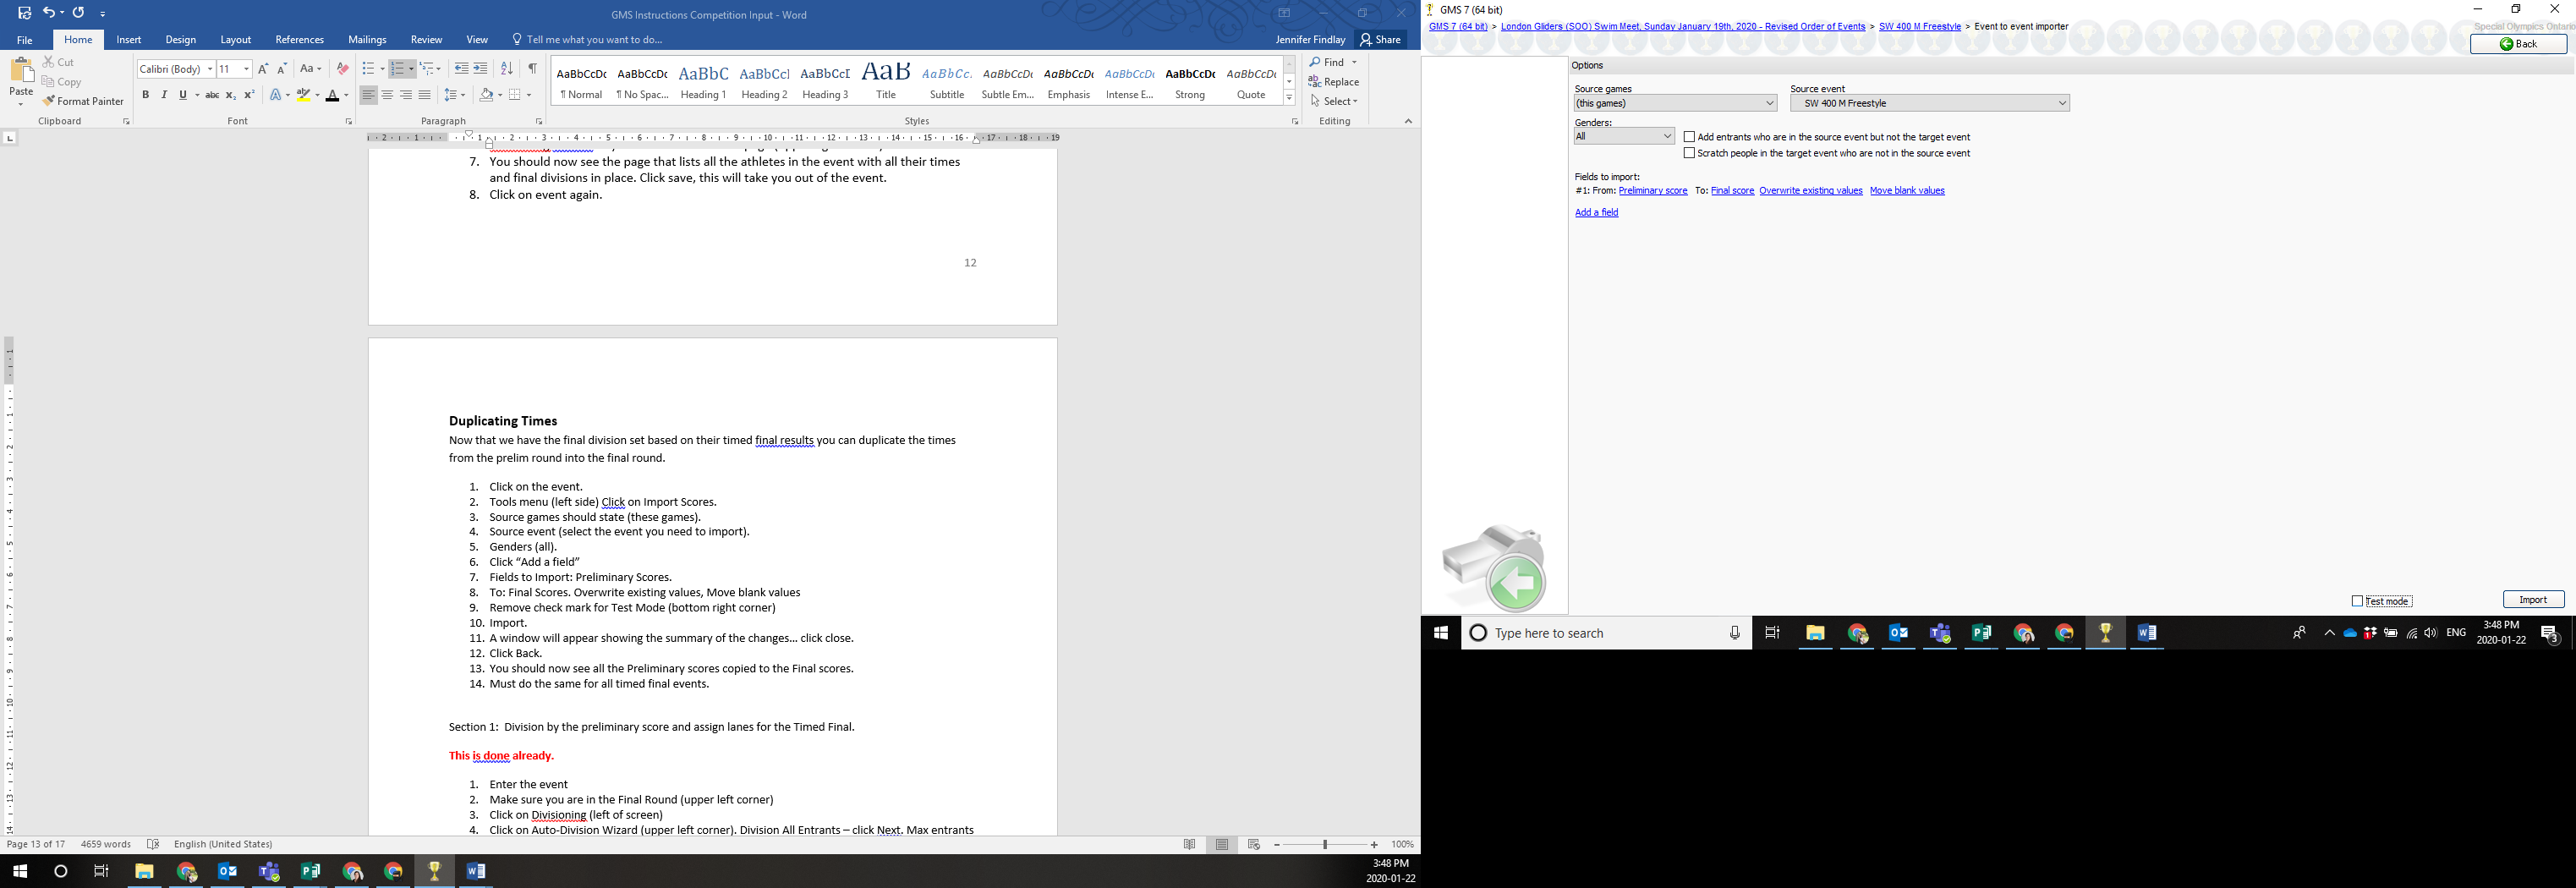 GMS Instructions Competition Input - Word
File Home Insert Design Layout References Mailings Review View Tell me what you want to do... Jennifer Findlay Share
Paste Cut Copy Format Painter
Calibri (Body) 11
AaBbCcDc AaBbCcDc AaBbC AaBbCcI AaBbCcI AaB AaBbCc. AaBbCcDc AaBbCcDc AaBbCcDc AaBbCcDc AaBbCcDc
¶ Normal ¶ No Spac... Heading 1 Heading 2 Heading 3 Title Subtitle Subtle Em... Emphasis Intense E... Strong Quote
Find
Replace
Select
Clipboard Font Paragraph Styles Editing
7. You should now see the page that lists all the athletes in the event with all their times
and final divisions in place. Click save, this will take you out of the event.
8. Click on event again.
12
Duplicating Times
Now that we have the final division set based on their timed final results you can duplicate the times
from the prelim round into the final round.
1. Click on the event.
2. Tools menu (left side) Click on Import Scores.
3. Source games should state (these games).
4. Source event (select the event you need to import).
5. Genders (all).
6. Click “Add a field”
7. Fields to Import: Preliminary Scores.
8. To: Final Scores. Overwrite existing values, Move blank values
9. Remove check mark for Test Mode (bottom right corner)
10. Import.
11. A window will appear showing the summary of the changes... click close.
12. Click Back.
13. You should now see all the Preliminary scores copied to the Final scores.
14. Must do the same for all timed final events.
Section 1: Division by the preliminary score and assign lanes for the Timed Final.
This is done already.
1. Enter the event
2. Make sure you are in the Final Round (upper left corner)
3. Click on Divisioning (left of screen)
4. Click on Auto-Division Wizard (upper left corner). Division All Entrants – click Next. Max entrants
Page 13 of 17 4659 words English (United States) 100%
3:48 PM
2020-01-22
GMS 7 (64 bit)
GMS 7 (64 bit) > London Gliders (SOO) Swim Meet, Sunday January 19th, 2020 - Revised Order of Events > SW 400 M Freestyle > Event to event importer
Special Olympics Ontario
Back
Options
Source games Source event
(this games) SW 400 M Freestyle
Genders:
All Add entrants who are in the source event but not the target event
Scratch people in the target event who are not in the source event
Fields to import:
#1: From: Preliminary score To: Final score Overwrite existing values Move blank values
Add a field
Test mode Import
Type here to search ENG
3:48 PM
2020-01-22
3